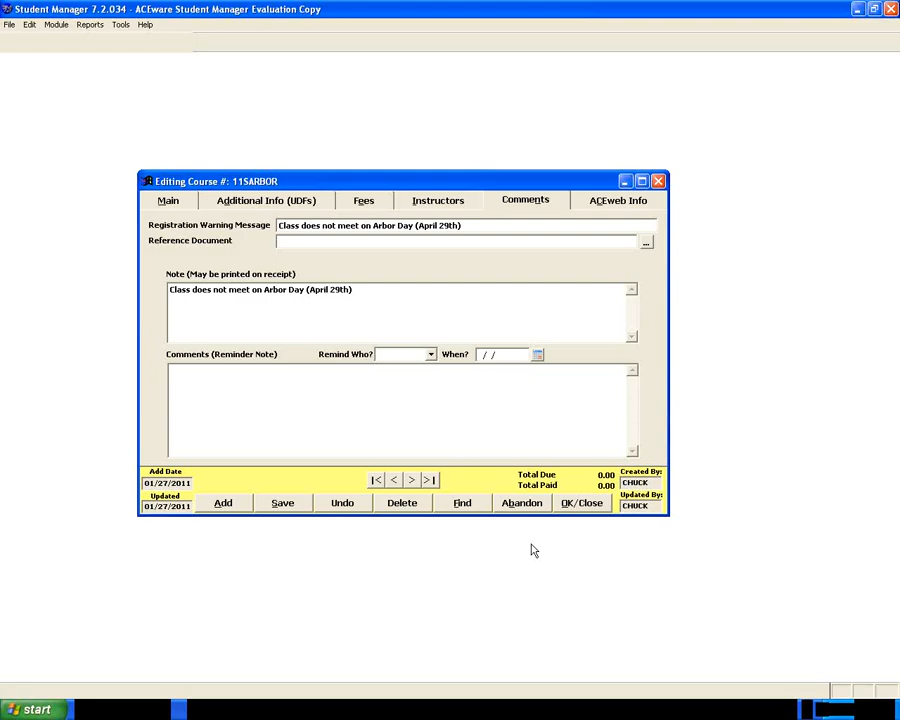 Student Manager 7.2.034 - ACEware Student Manager Evaluation Copy
File Edit Module Reports Tools Help
Editing Course #: 11SARBOR
Main Additional Info (UDFs) Fees Instructors Comments ACEweb Info
Registration Warning Message Class does not meet on Arbor Day (April 29th)
Reference Document ...
Note (May be printed on receipt)
Class does not meet on Arbor Day (April 29th)
Comments (Reminder Note) Remind Who? When? / /
Add Date
01/27/2011
Updated
01/27/2011
|< < > >|
Total Due 0.00
Total Paid 0.00
Created By:
CHUCK
Updated By:
CHUCK
Add Save Undo Delete Find Abandon OK/Close
start